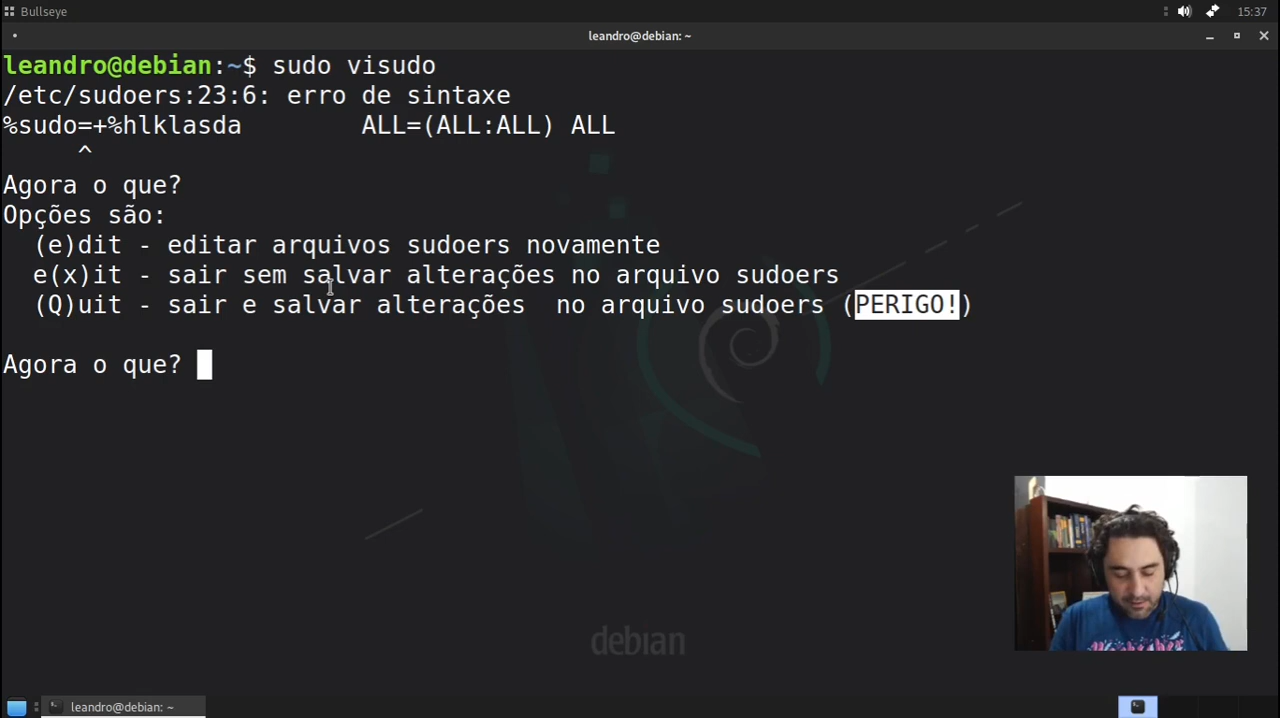 Bullseye
15:37
leandro@debian: ~
leandro@debian:~$ sudo visudo
/etc/sudoers:23:6: erro de sintaxe
%sudo=+%hlklasda        ALL=(ALL:ALL) ALL
     ^
Agora o que?
Opções são:
  (e)dit - editar arquivos sudoers novamente
  e(x)it - sair sem salvar alterações no arquivo sudoers
  (Q)uit - sair e salvar alterações  no arquivo sudoers (PERIGO!)
Agora o que?
debian
leandro@debian: ~